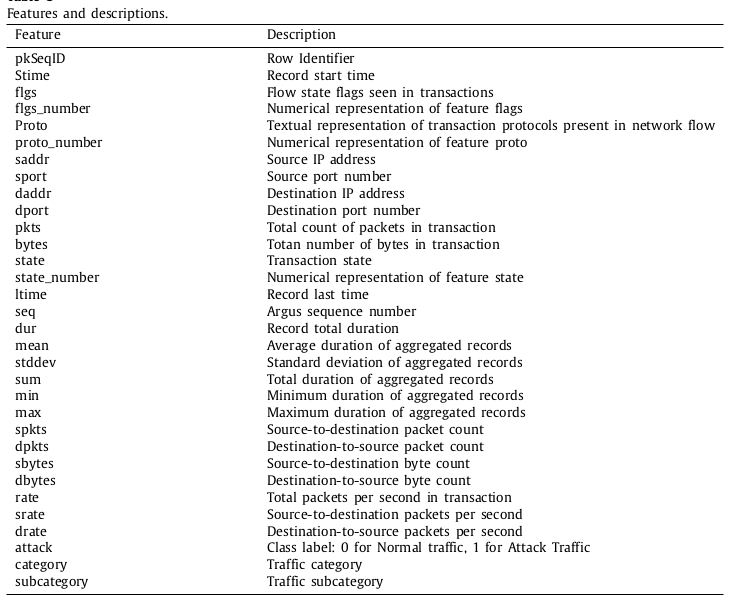 Features and descriptions.
Feature Description
pkSeqID Row Identifier
Stime Record start time
flgs Flow state flags seen in transactions
flgs_number Numerical representation of feature flags
Proto Textual representation of transaction protocols present in network flow
proto_number Numerical representation of feature proto
saddr Source IP address
sport Source port number
daddr Destination IP address
dport Destination port number
pkts Total count of packets in transaction
bytes Totan number of bytes in transaction
state Transaction state
state_number Numerical representation of feature state
ltime Record last time
seq Argus sequence number
dur Record total duration
mean Average duration of aggregated records
stddev Standard deviation of aggregated records
sum Total duration of aggregated records
min Minimum duration of aggregated records
max Maximum duration of aggregated records
spkts Source-to-destination packet count
dpkts Destination-to-source packet count
sbytes Source-to-destination byte count
dbytes Destination-to-source byte count
rate Total packets per second in transaction
srate Source-to-destination packets per second
drate Destination-to-source packets per second
attack Class label: 0 for Normal traffic, 1 for Attack Traffic
category Traffic category
subcategory Traffic subcategory